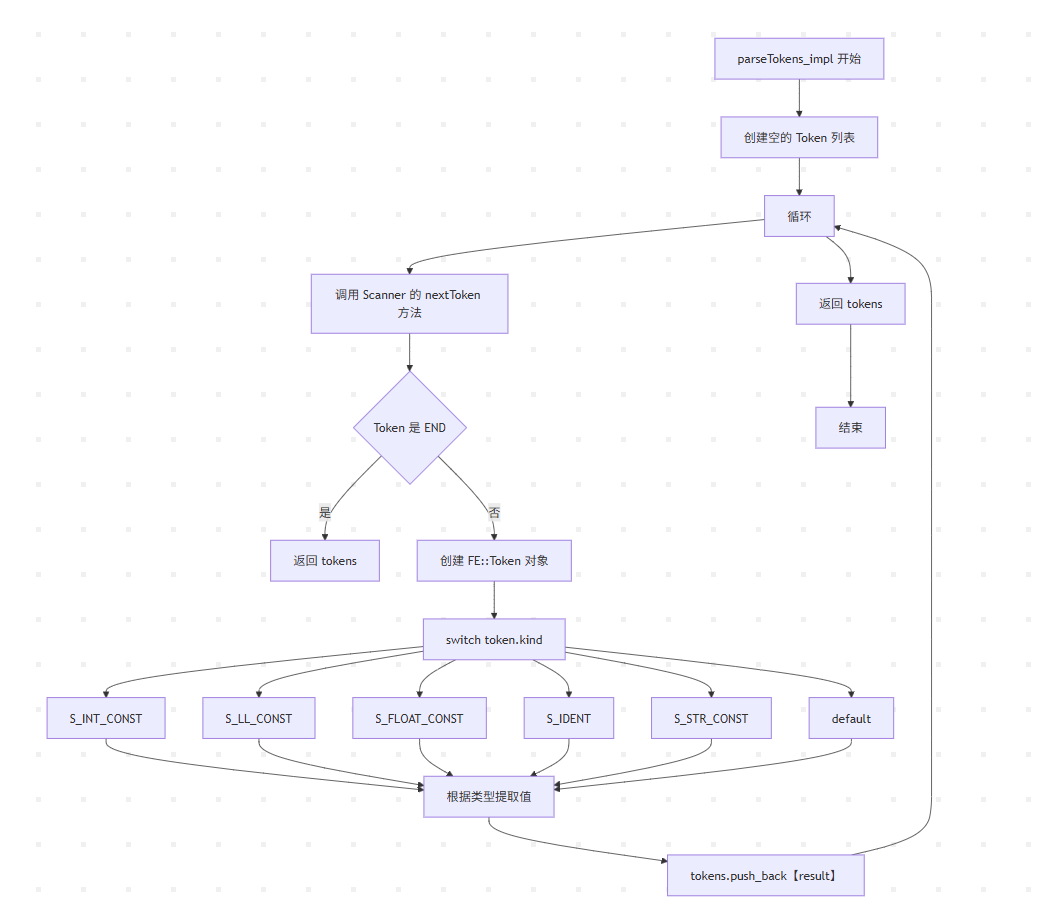 parseTokens_impl 开始
创建空的 Token 列表
循环
调用 Scanner 的 nextToken
方法
返回 tokens
Token 是 END
结束
是
否
返回 tokens
创建 FE::Token 对象
switch token.kind
S_INT_CONST
S_LL_CONST
S_FLOAT_CONST
S_IDENT
S_STR_CONST
default
根据类型提取值
tokens.push_back【result】